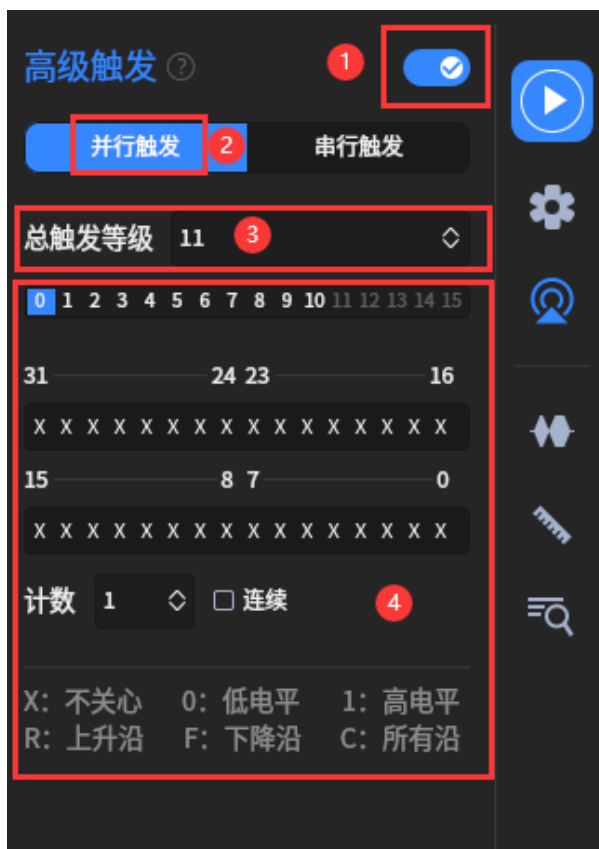 高级触发 ? 1
并行触发 2 串行触发
总触发等级 11 3
0 1 2 3 4 5 6 7 8 9 10 11 12 13 14 15
31 24 23 16
X X X X X X X X X X X X X X X X
15 8 7 0
X X X X X X X X X X X X X X X X
计数 1 连续 4
X: 不关心 0: 低电平 1: 高电平
R: 上升沿 F: 下降沿 C: 所有沿